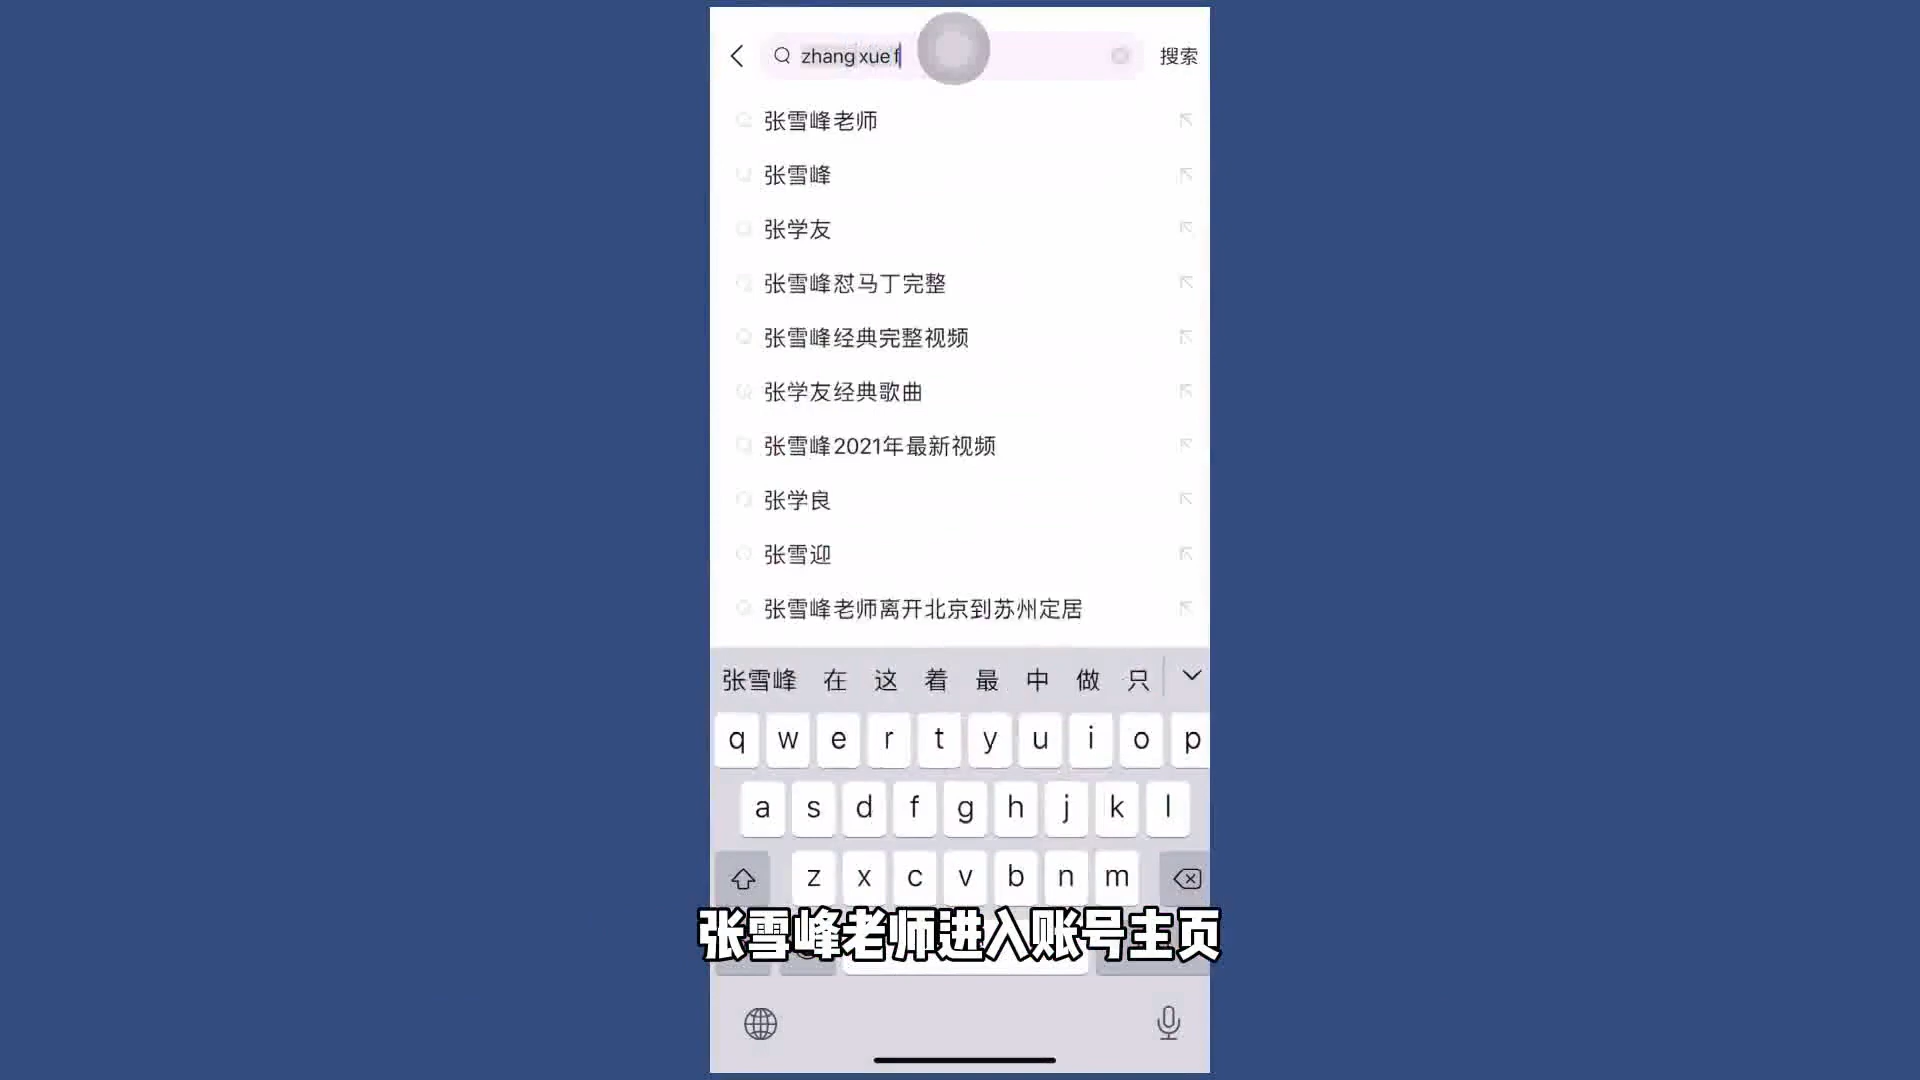 zhang xue f 搜索
张雪峰老师
张雪峰
张学友
张雪峰怼马丁完整
张雪峰经典完整视频
张学友经典歌曲
张雪峰2021年最新视频
张学良
张雪迎
张雪峰老师离开北京到苏州定居
张雪峰 在 这 着 最 中 做 只
q w e r t y u i o p
a s d f g h j k l
z x c v b n m
张雪峰老师进入账号主页